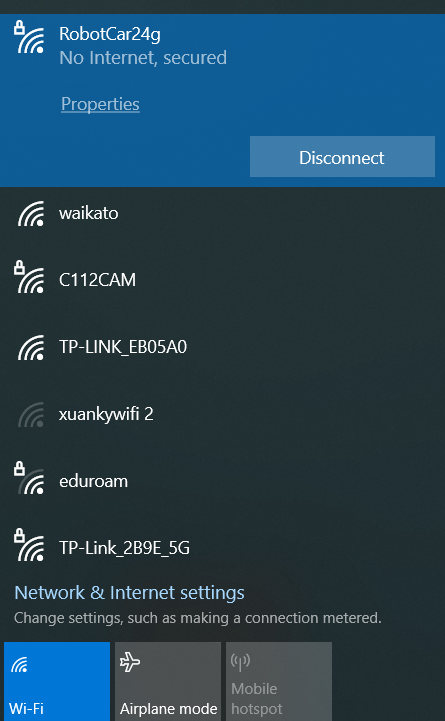 RobotCar24g
No Internet, secured
Properties
Disconnect
waikato
C112CAM
TP-LINK_EB05A0
xuankywifi 2
eduroam
TP-Link_2B9E_5G
Network & Internet settings
Change settings, such as making a connection metered.
Wi-Fi
Airplane mode
Mobile
hotspot